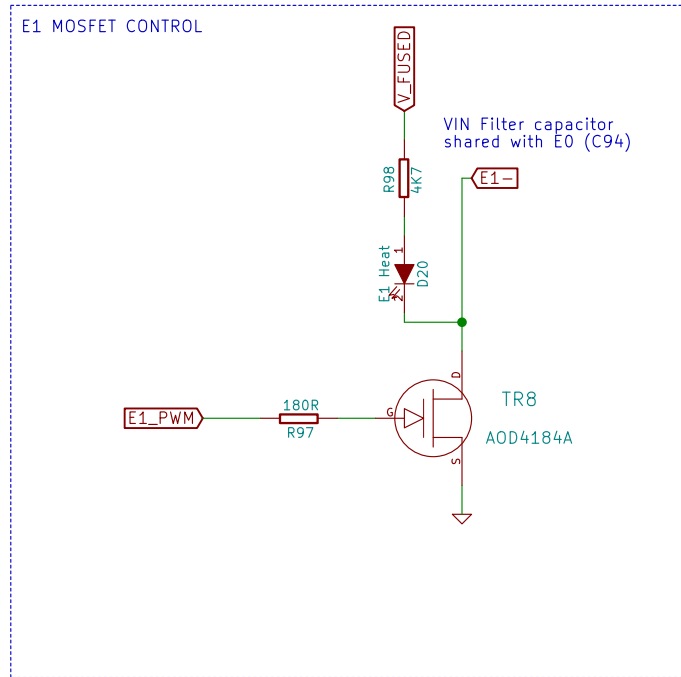 E1 MOSFET CONTROL
V_FUSED
VIN Filter capacitor
shared with E0 (C94)
R98
4K7
E1-
1
E1 Heat
D20
2
D
180R
E1_PWM
G
R97
TR8
AOD4184A
S